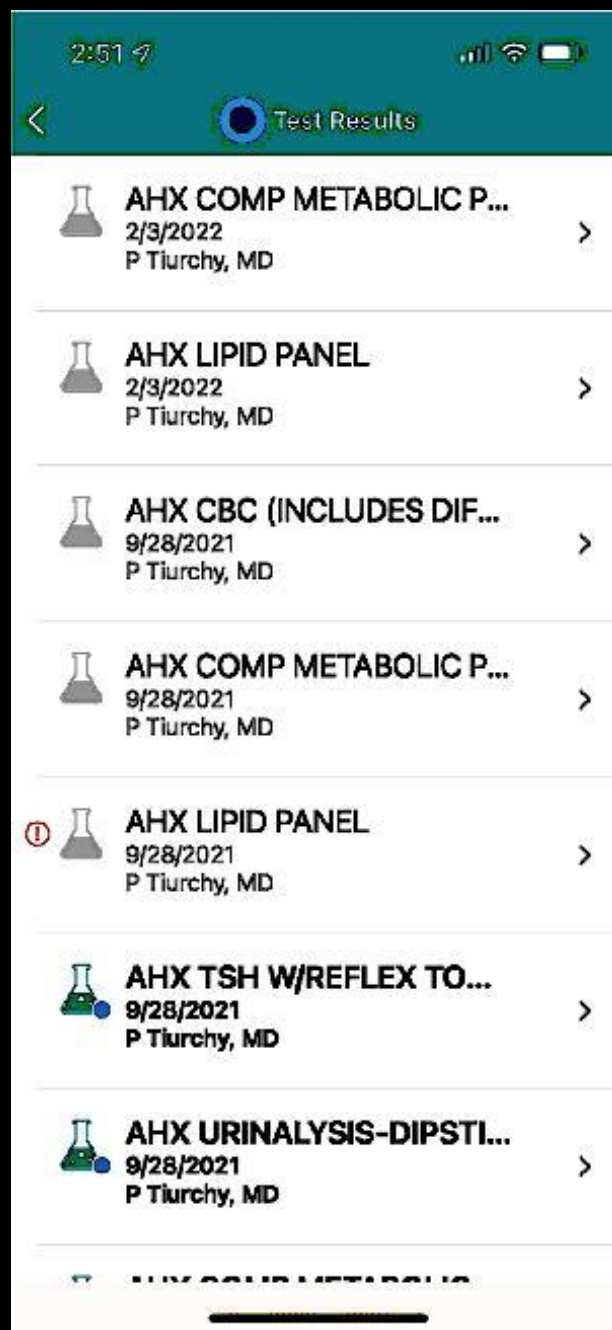 2:51
Test Results
AHX COMP METABOLIC P...
2/3/2022
P Tiurchy, MD
AHX LIPID PANEL
2/3/2022
P Tiurchy, MD
AHX CBC (INCLUDES DIF...
9/28/2021
P Tiurchy, MD
AHX COMP METABOLIC P...
9/28/2021
P Tiurchy, MD
AHX LIPID PANEL
9/28/2021
P Tiurchy, MD
AHX TSH W/REFLEX TO...
9/28/2021
P Tiurchy, MD
AHX URINALYSIS-DIPSTI...
9/28/2021
P Tiurchy, MD
AHX COMP METABOLIC